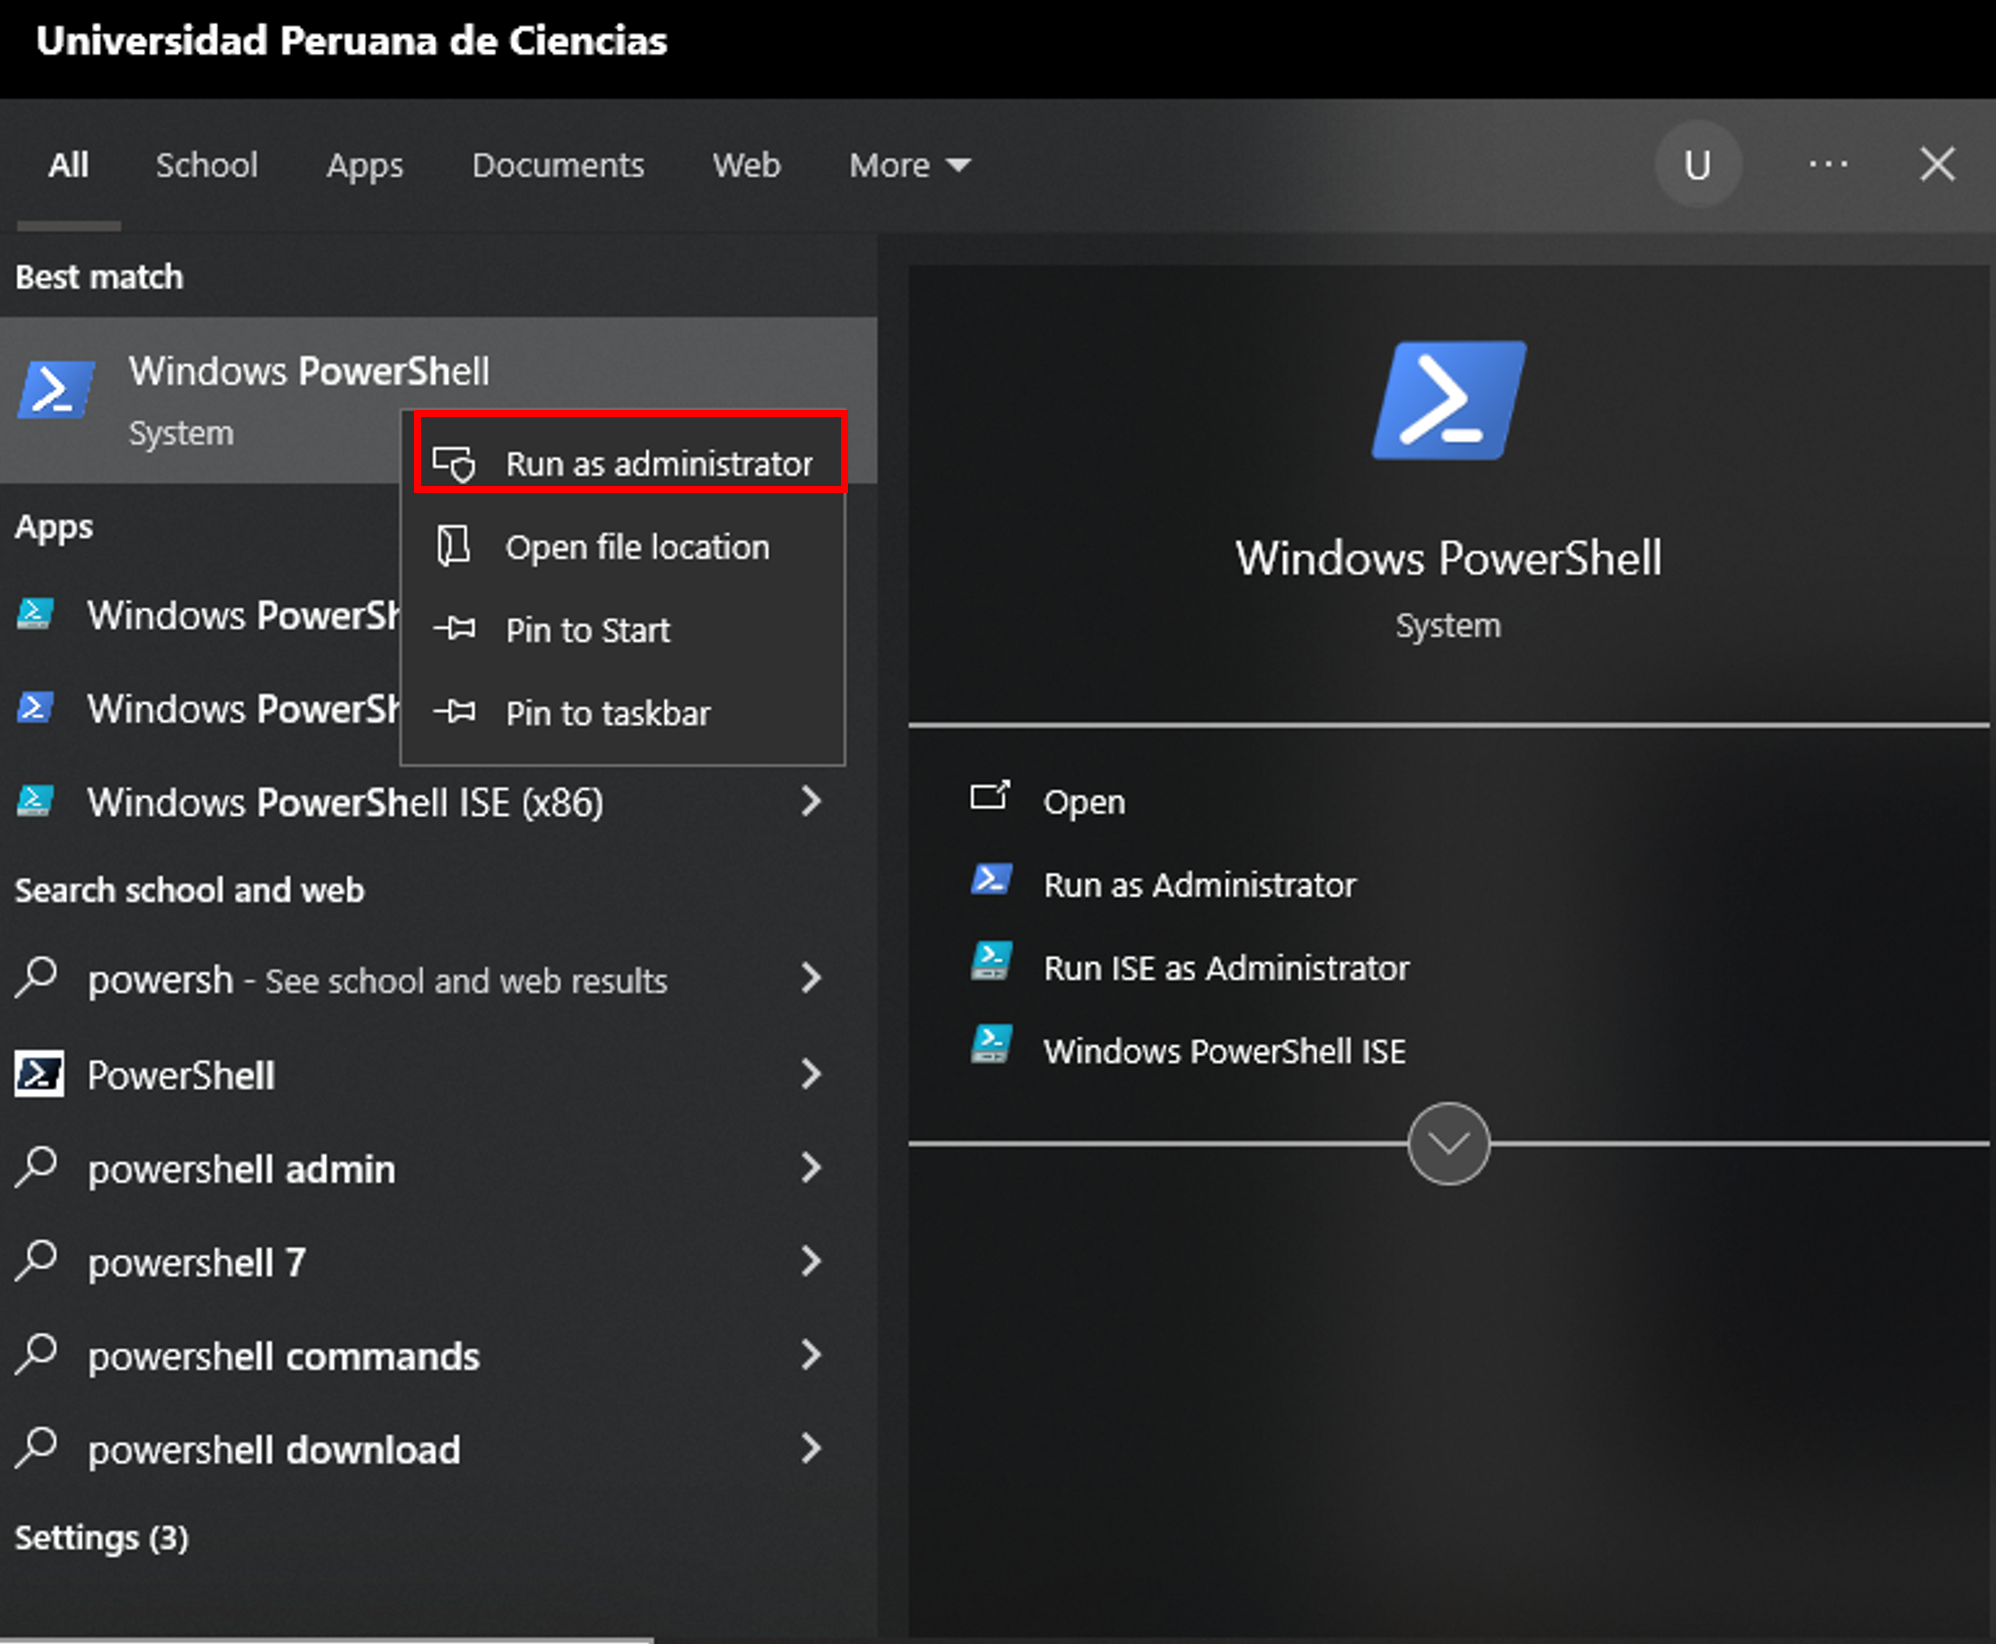 Universidad Peruana de Ciencias
All School Apps Documents Web More U ... 
Best match
Windows PowerShell
System
Run as administrator
Open file location
Pin to Start
Pin to taskbar
Apps
Windows PowerSh
Windows PowerSh
Windows PowerShell ISE (x86)
Search school and web
powersh - See school and web results
PowerShell
powershell admin
powershell 7
powershell commands
powershell download
Settings (3)
Windows PowerShell
System
Open
Run as Administrator
Run ISE as Administrator
Windows PowerShell ISE